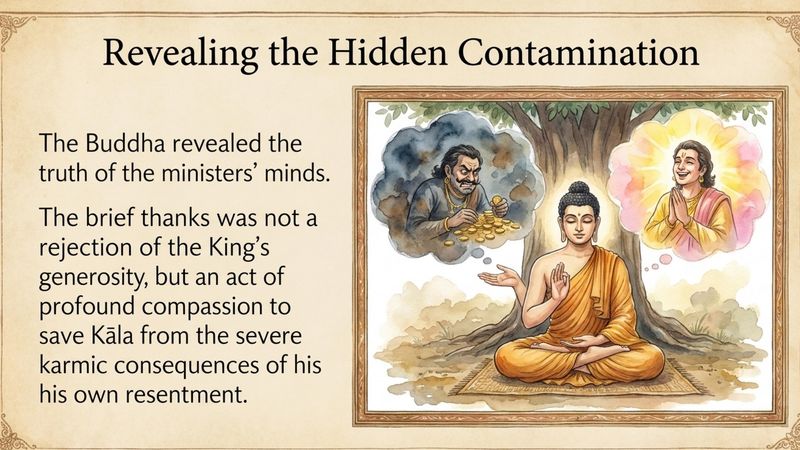 Revealing the Hidden Contamination
The Buddha revealed the
truth of the ministers’ minds.
The brief thanks was not a
rejection of the King’s
generosity, but an act of
profound compassion to
save Kāla from the severe
karmic consequences of his
his own resentment.